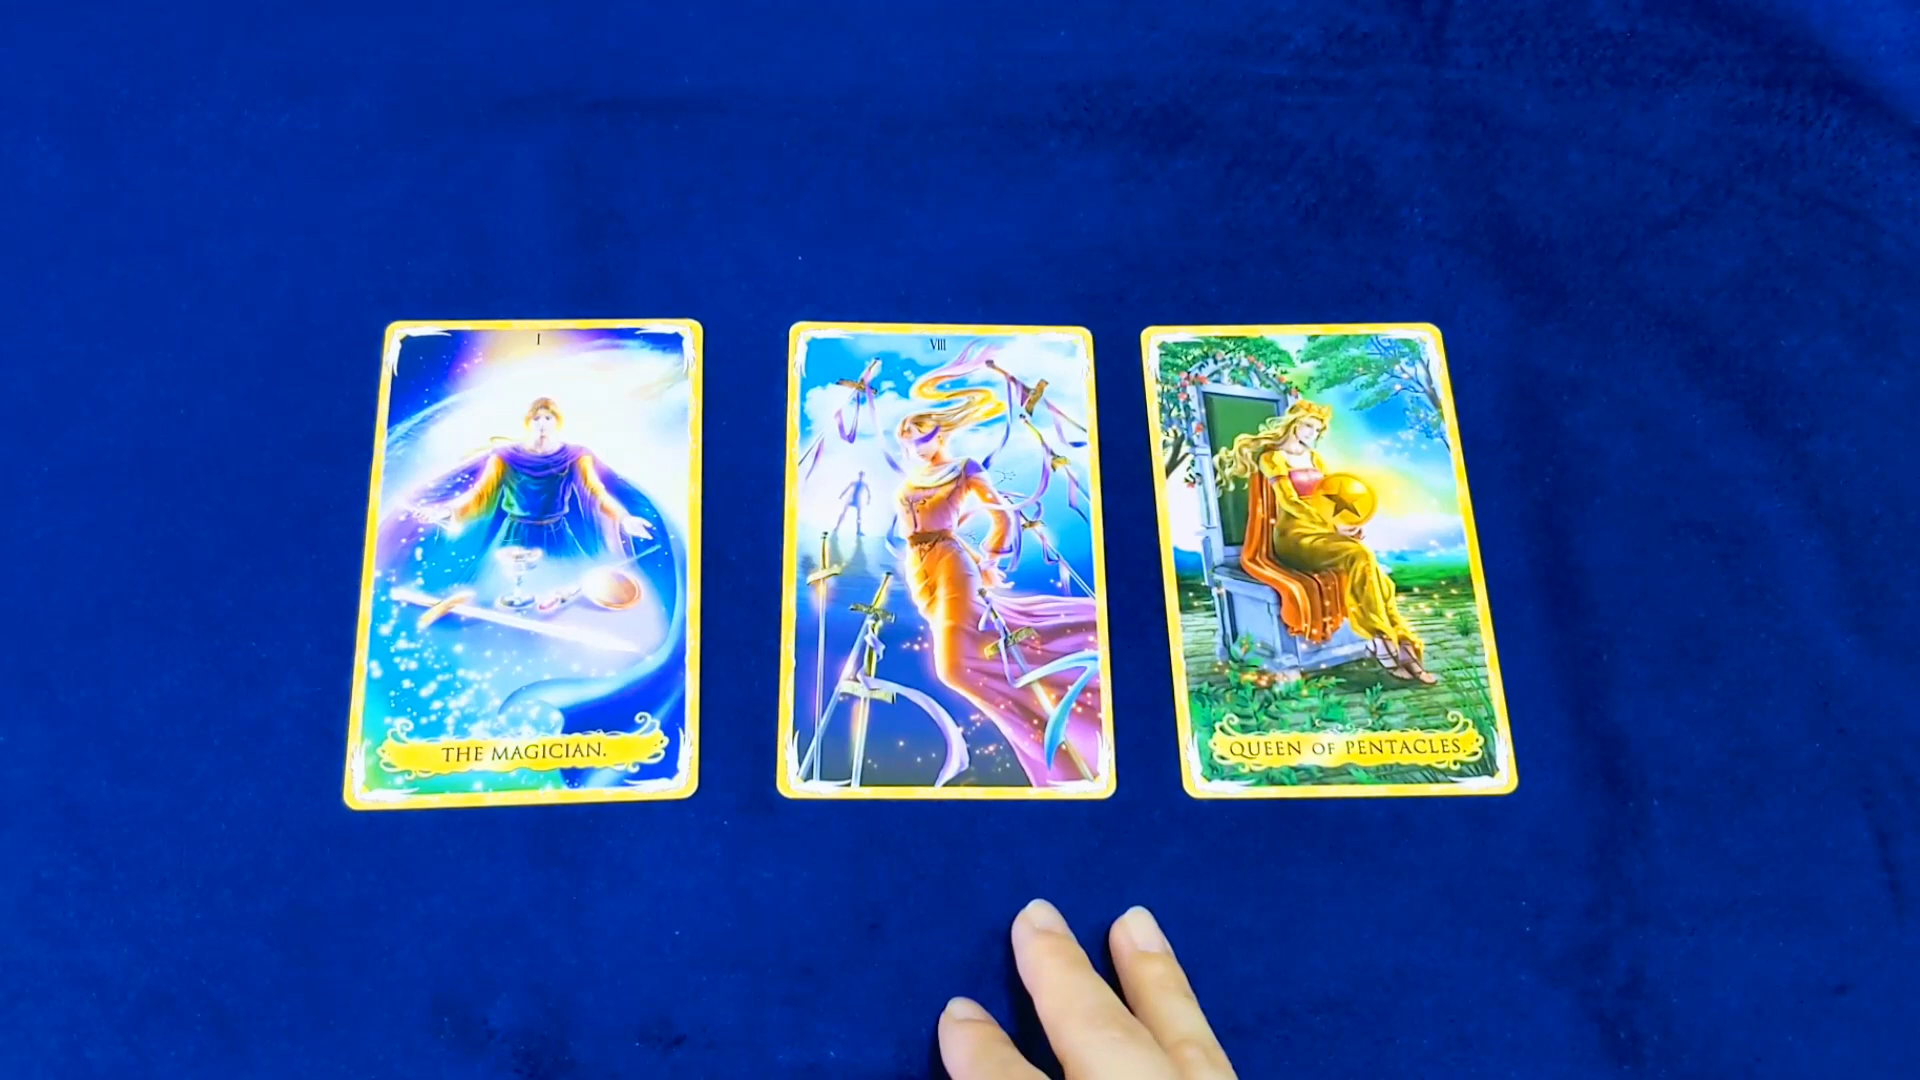 I
THE MAGICIAN.
VIII
QUEEN OF PENTACLES.